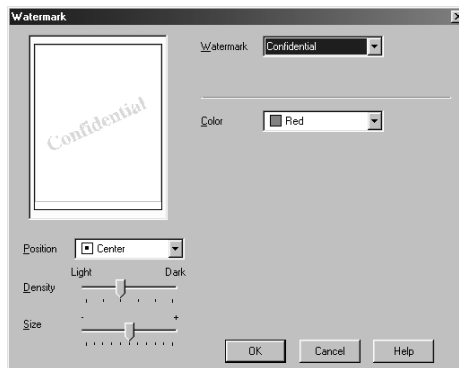 Watermark
Watermark Confidential
Confidential
Color Red
Position Center
Light Dark
Density
Size - +
OK Cancel Help